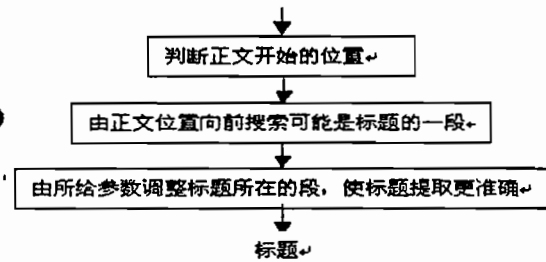 判断正文开始的位置
由正文位置向前搜索可能是标题的一段
由所给参数调整标题所在的段，使标题提取更准确
标题